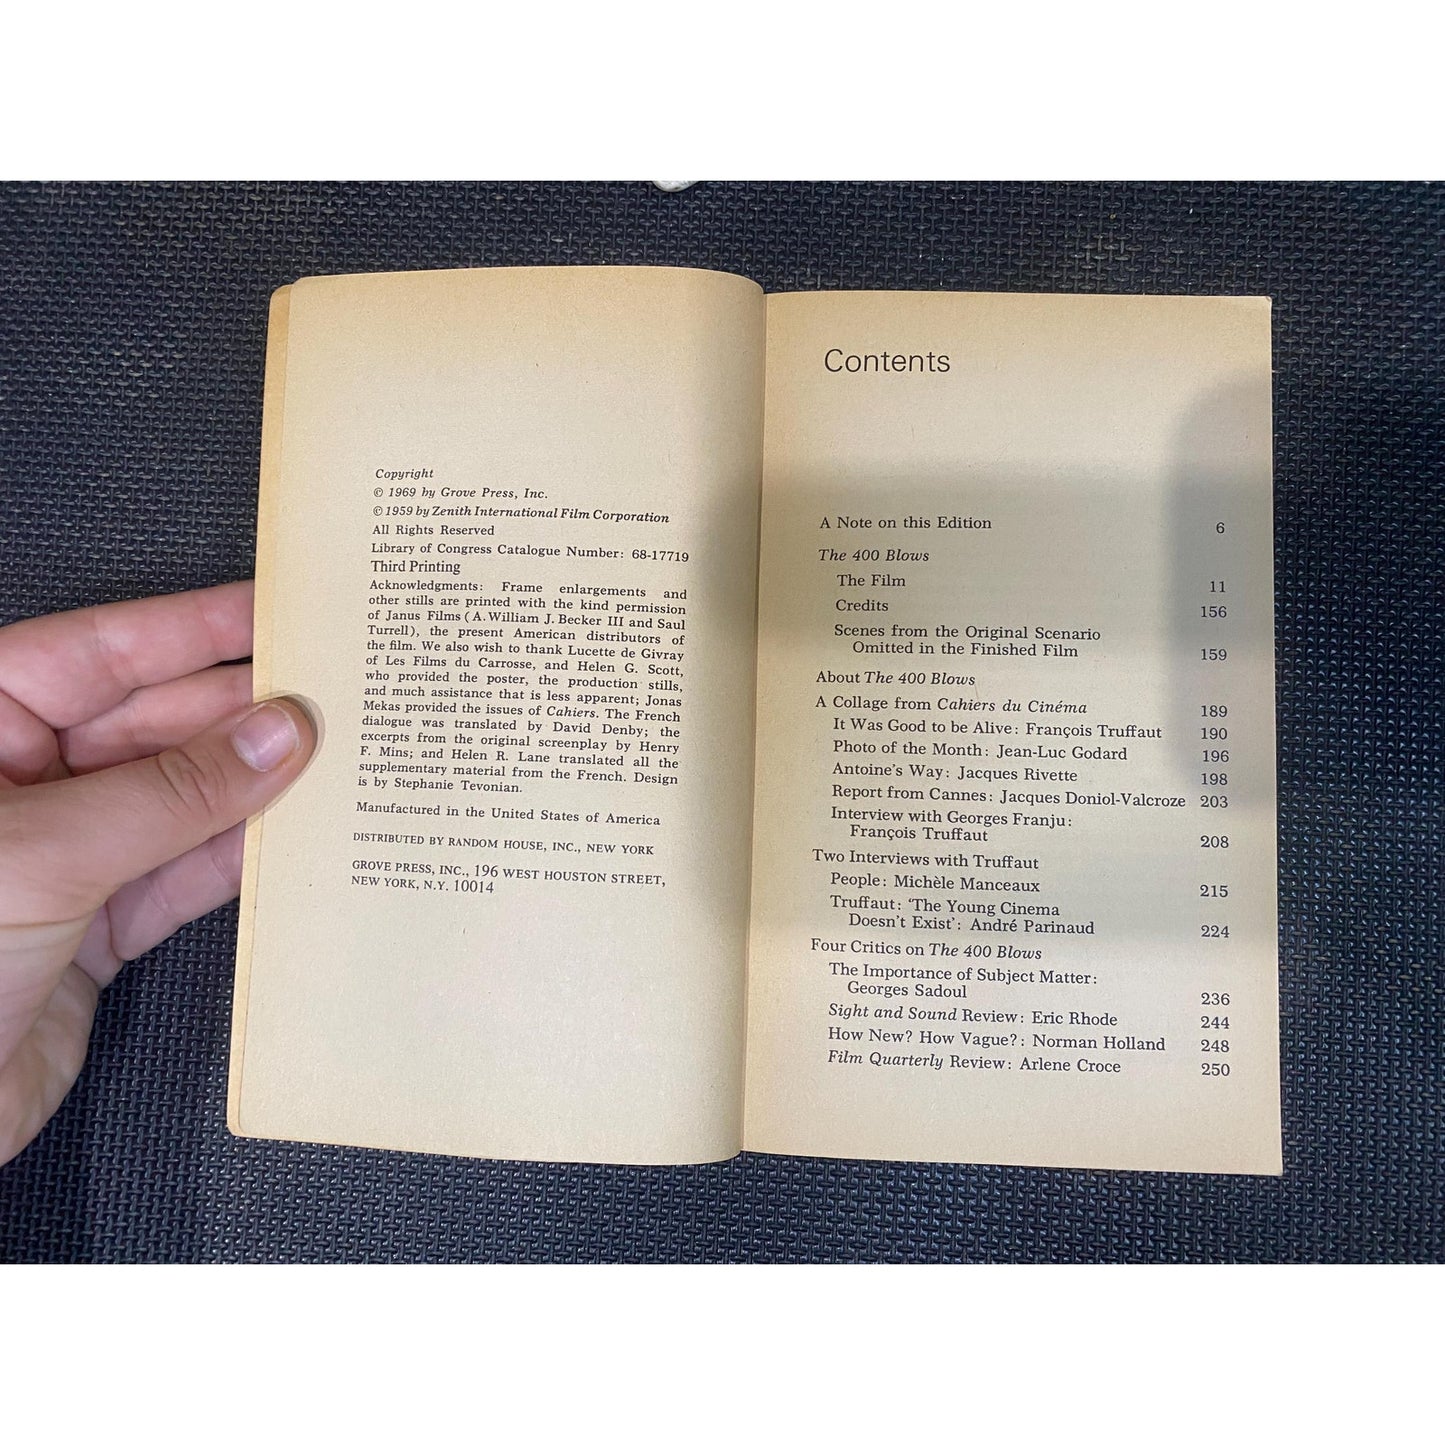 Copyright
© 1969 by Grove Press, Inc.
© 1959 by Zenith International Film Corporation
All Rights Reserved
Library of Congress Catalogue Number: 68-17719
Third Printing
Acknowledgments: Frame enlargements and
other stills are printed with the kind permission
of Janus Films (A. William J. Becker III and Saul
Turrell), the present American distributors of
the film. We also wish to thank Lucette de Givray
of Les Films du Carrosse, and Helen G. Scott,
who provided the poster, the production stills,
and much assistance that is less apparent; Jonas
Mekas provided the issues of Cahiers. The French
dialogue was translated by David Denby; the
excerpts from the original screenplay by Henry
F. Mins; and Helen R. Lane translated all the
supplementary material from the French. Design
is by Stephanie Tevonian.
Manufactured in the United States of America
DISTRIBUTED BY RANDOM HOUSE, INC., NEW YORK
GROVE PRESS, INC., 196 WEST HOUSTON STREET,
NEW YORK, N.Y. 10014
Contents
A Note on this Edition 6
The 400 Blows
The Film 11
Credits 156
Scenes from the Original Scenario
Omitted in the Finished Film 159
About The 400 Blows
A Collage from Cahiers du Cinéma 189
It Was Good to be Alive: François Truffaut 190
Photo of the Month: Jean-Luc Godard 196
Antoine's Way: Jacques Rivette 198
Report from Cannes: Jacques Doniol-Valcroze 203
Interview with Georges Franju:
François Truffaut 208
Two Interviews with Truffaut
People: Michèle Manceaux 215
Truffaut: 'The Young Cinema
Doesn't Exist': André Parinaud 224
Four Critics on The 400 Blows
The Importance of Subject Matter:
Georges Sadoul 236
Sight and Sound Review: Eric Rhode 244
How New? How Vague?: Norman Holland 248
Film Quarterly Review: Arlene Croce 250